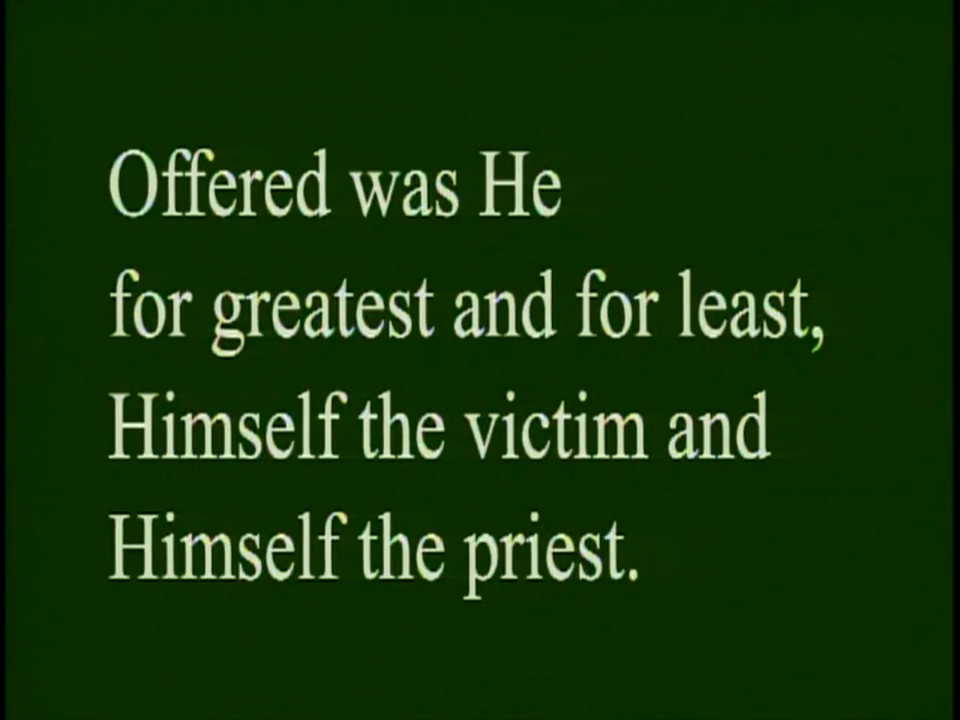 Offered was He
for greatest and for least,
Himself the victim and
Himself the priest.